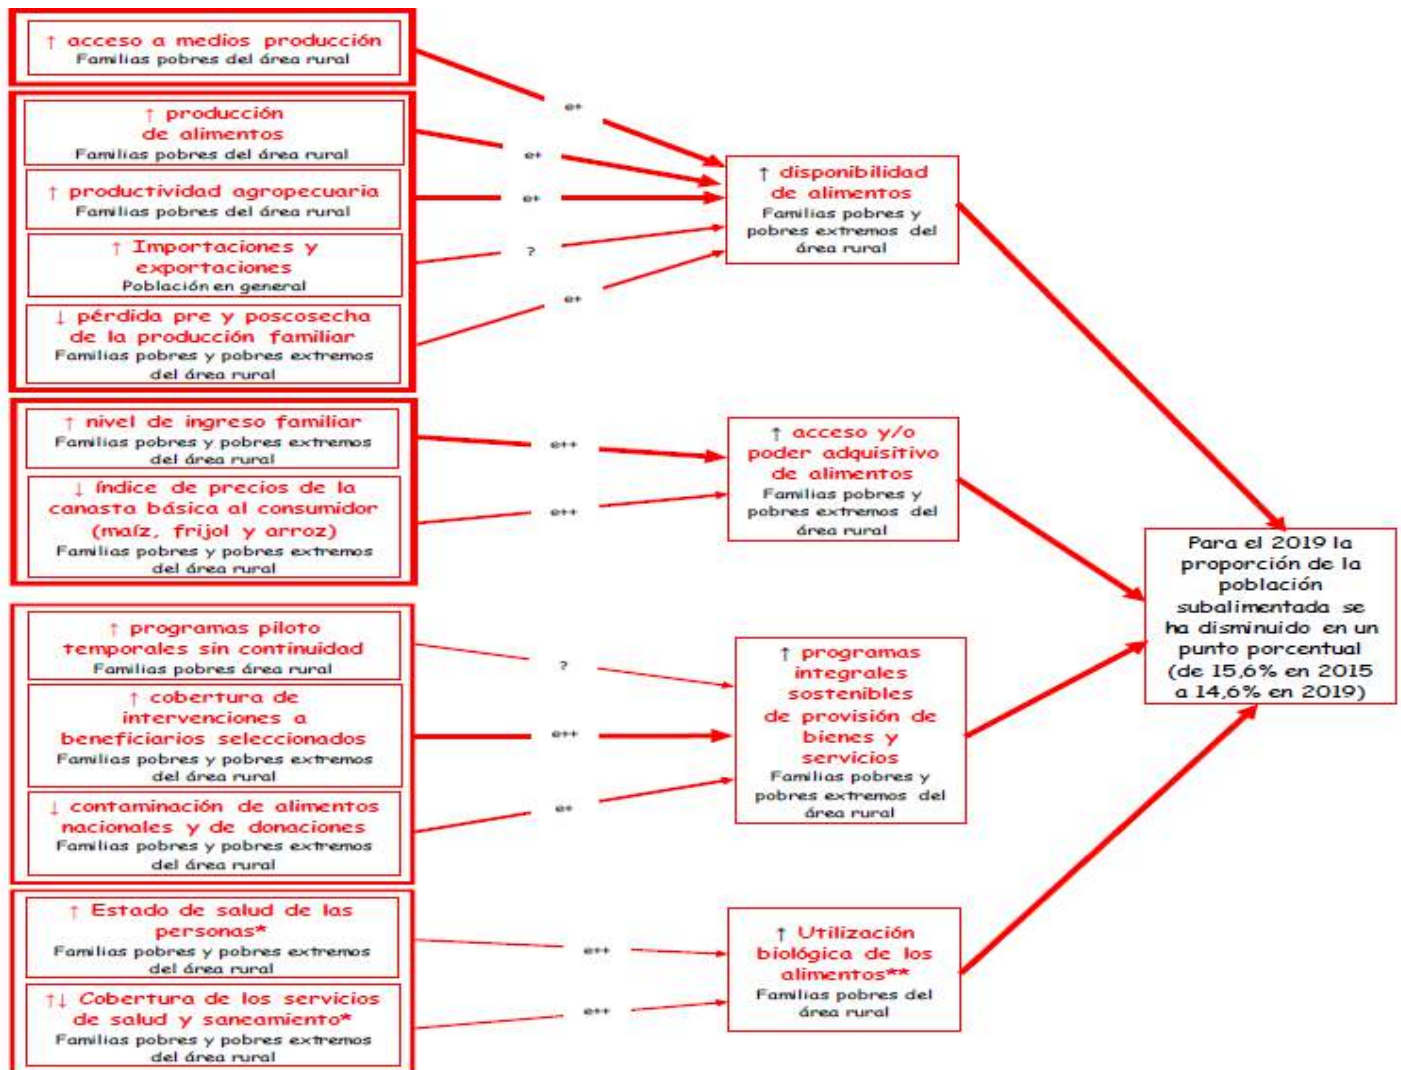 ↑ acceso a medios producción
Familias pobres del área rural
↑ producción
de alimentos
Familias pobres del área rural
↑ productividad agropecuaria
Familias pobres del área rural
↑ Importaciones y
exportaciones
Población en general
↓ pérdida pre y poscosecha
de la producción familiar
Familias pobres y pobres extremos
del área rural
e+
e+
e+
?
e+
↑ disponibilidad
de alimentos
Familias pobres y
pobres extremos del
área rural
↑ nivel de ingreso familiar
Familias pobres y pobres extremos
del área rural
↓ índice de precios de la
canasta básica al consumidor
(maíz, frijol y arroz)
Familias pobres y pobres extremos
del área rural
e++
e++
↑ acceso y/o
poder adquisitivo
de alimentos
Familias pobres y
pobres extremos del
área rural
↑ programas piloto
temporales sin continuidad
Familias pobres área rural
↑ cobertura de
intervenciones a
beneficiarios seleccionados
Familias pobres y pobres extremos
del área rural
↓ contaminación de alimentos
nacionales y de donaciones
Familias pobres y pobres extremos
del área rural
?
e++
e+
↑ programas
integrales
sostenibles
de provisión de
bienes y
servicios
Familias pobres y
pobres extremos del
área rural
↑ Estado de salud de las
personas*
Familias pobres y pobres extremos
del área rural
↑↓ Cobertura de los servicios
de salud y saneamiento*
Familias pobres y pobres extremos
del área rural
e++
e++
↑ Utilización
biológica de los
alimentos**
Familias pobres del
área rural
Para el 2019 la
proporción de la
población
subalimentada se
ha disminuido en un
punto porcentual
(de 15,6% en 2015
a 14,6% en 2019)